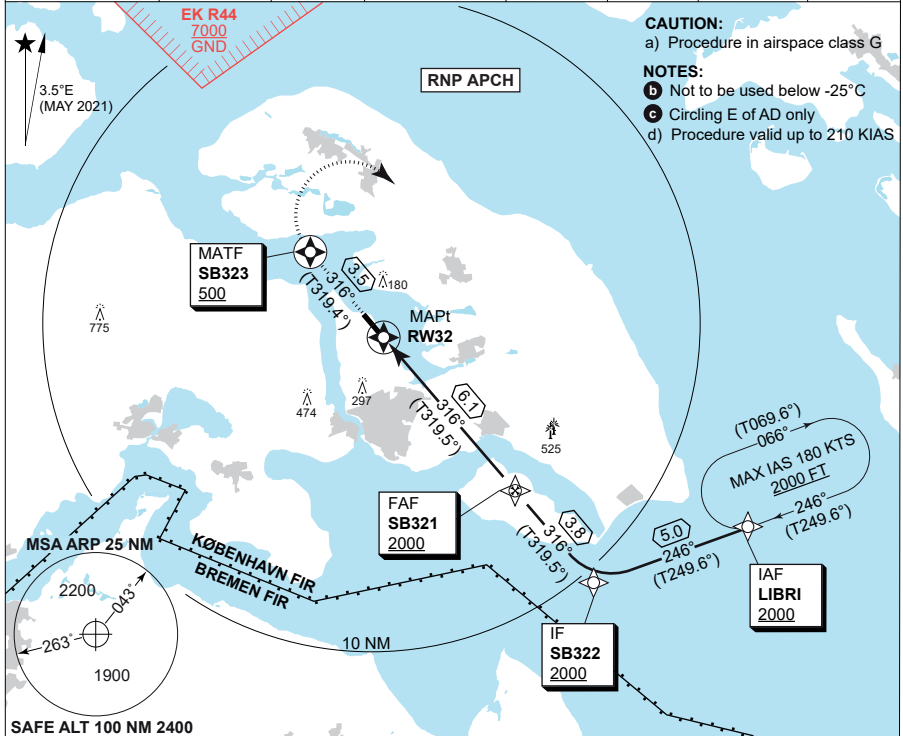 EK R44
7000
GND
CAUTION:
a) Procedure in airspace class G
NOTES:
b Not to be used below -25°C
c Circling E of AD only
d) Procedure valid up to 210 KIAS
3.5°E
(MAY 2021)
RNP APCH
MATF
SB323
500
3.5
316°
(T319.4°)
180
775
MAPt
RW32
474
297
6.1
316°
(T319.5°)
525
(T069.6°)
066°
MAX IAS 180 KTS
2000 FT
246°
(T249.6°)
FAF
SB321
2000
3.8
316°
(T319.5°)
5.0
246°
(T249.6°)
IAF
LIBRI
2000
KØBENHAVN FIR
BREMEN FIR
MSA ARP 25 NM
2200
043°
263°
1900
10 NM
IF
SB322
2000
SAFE ALT 100 NM 2400